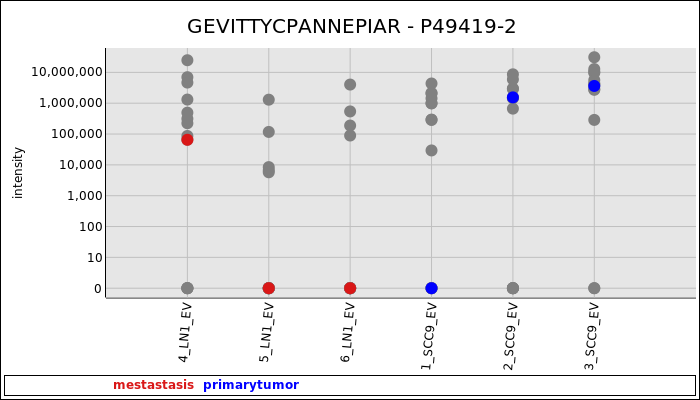 GEVITTYCPANNEPIAR - P49419-2
intensity
10,000,000
1,000,000
100,000
10,000
1,000
100
10
0
4_LN1_EV
5_LN1_EV
6_LN1_EV
1_SCC9_EV
2_SCC9_EV
3_SCC9_EV
mestastasis primarytumor